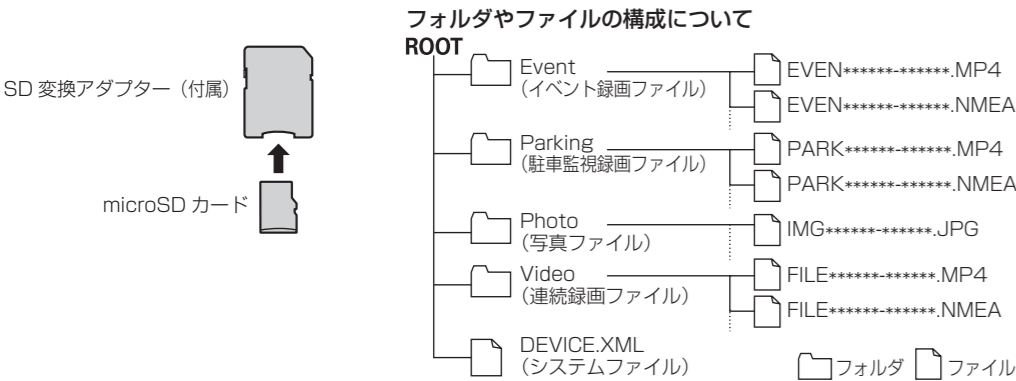 フォルダやファイルの構成について
ROOT
SD 変換アダプター（付属）
microSD カード
Event
（イベント録画ファイル）
EVEN******-******.MP4
EVEN******-******.NMEA
Parking
（駐車監視録画ファイル）
PARK******-******.MP4
PARK******-******.NMEA
Photo
（写真ファイル）
IMG******-******.JPG
Video
（連続録画ファイル）
FILE******-******.MP4
FILE******-******.NMEA
DEVICE.XML
（システムファイル）
フォルダ ファイル